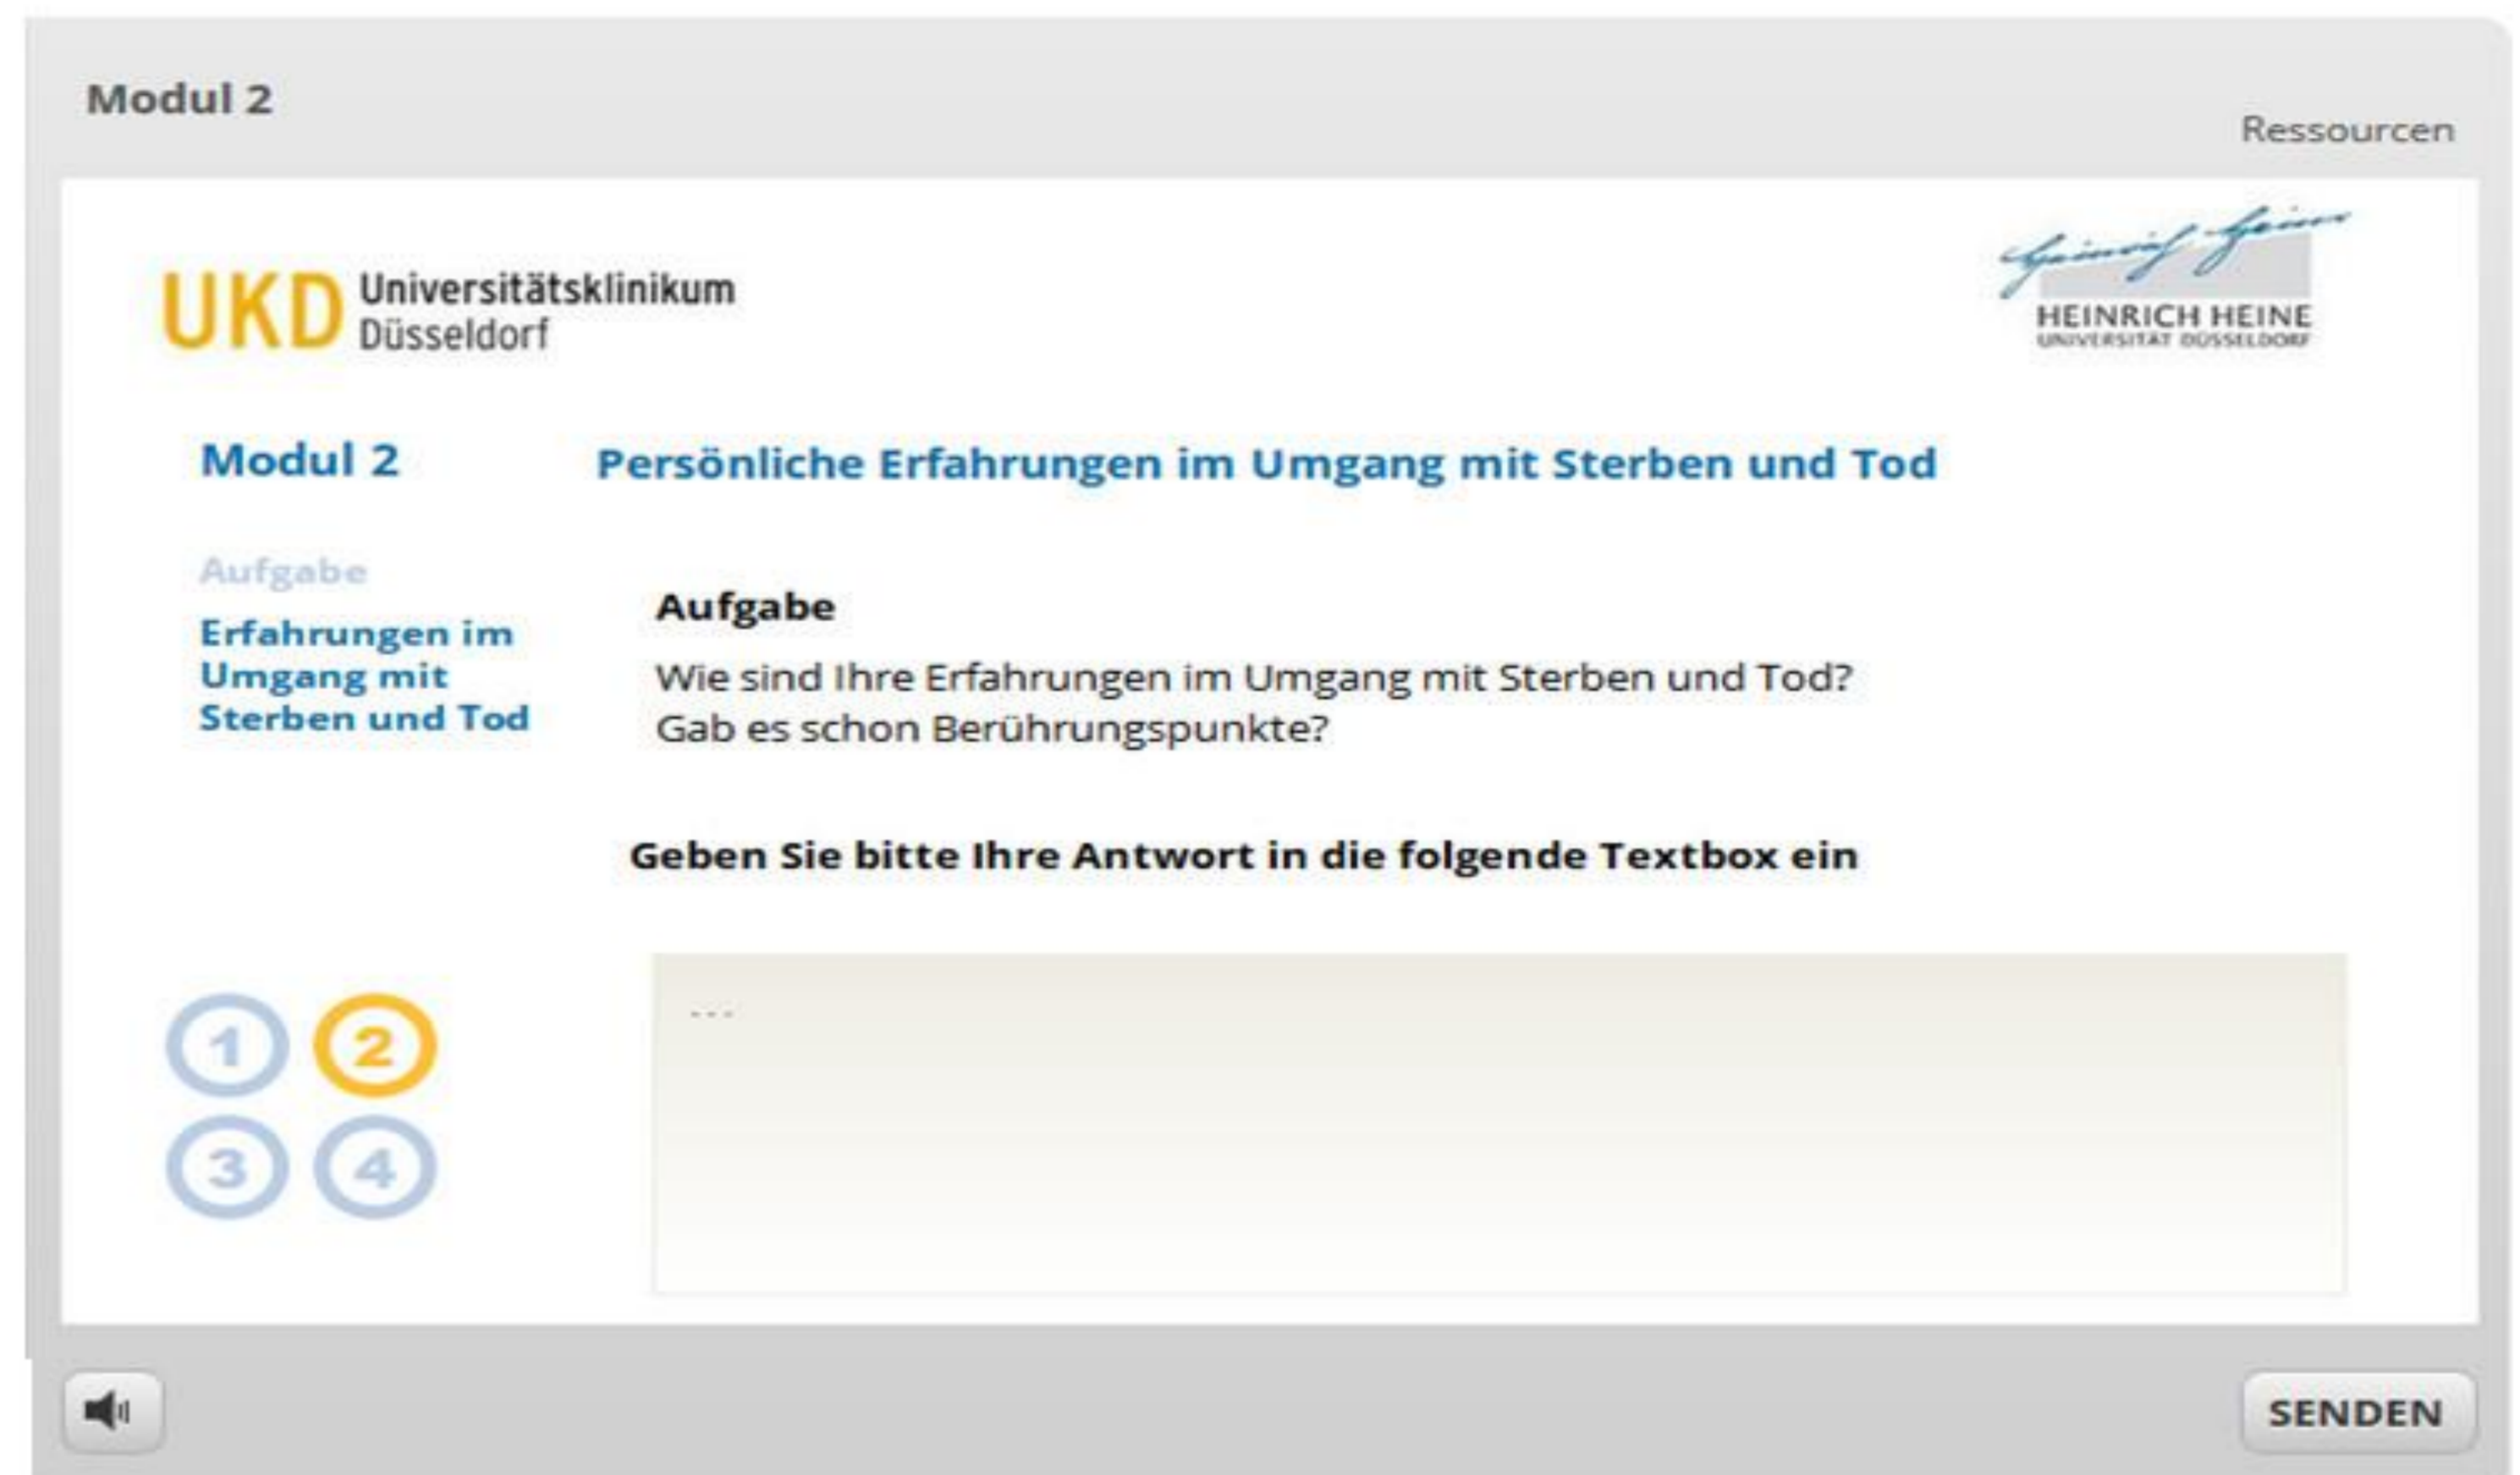 Modul 2
Ressourcen
UKD Universitätsklinikum
Düsseldorf
Heinrich Heine
HEINRICH HEINE
UNIVERSITÄT DÜSSELDORF
Modul 2
Persönliche Erfahrungen im Umgang mit Sterben und Tod
Aufgabe
Erfahrungen im
Umgang mit
Sterben und Tod
Aufgabe
Wie sind Ihre Erfahrungen im Umgang mit Sterben und Tod?
Gab es schon Berührungspunkte?
Geben Sie bitte Ihre Antwort in die folgende Textbox ein
...
1 2
3 4
SENDEN